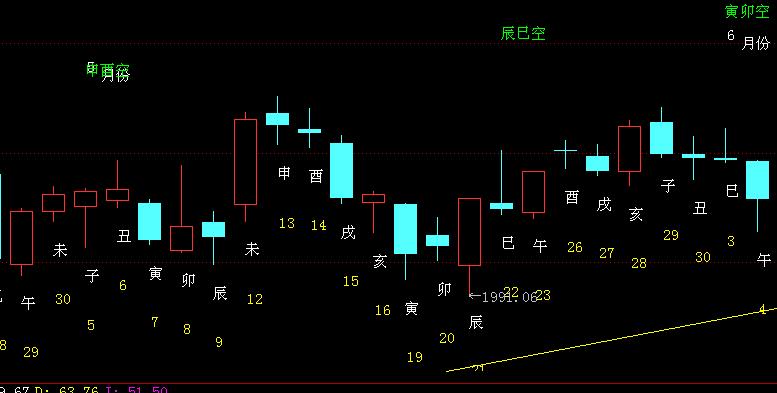 寅卯空
辰巳空
6 月份
申酉空
5 月份
申
酉
子
酉
戌
亥
丑
巳
未
子
丑
寅
卯
辰
午
未
戌
亥
寅
卯
辰
巳
午
午
13
14
29
26
27
28
30
3
30
5
6
7
8
9
12
15
16
19
20
22
23
4
29
←1991.06
21
9.67 D: 63.76 J: 51.50